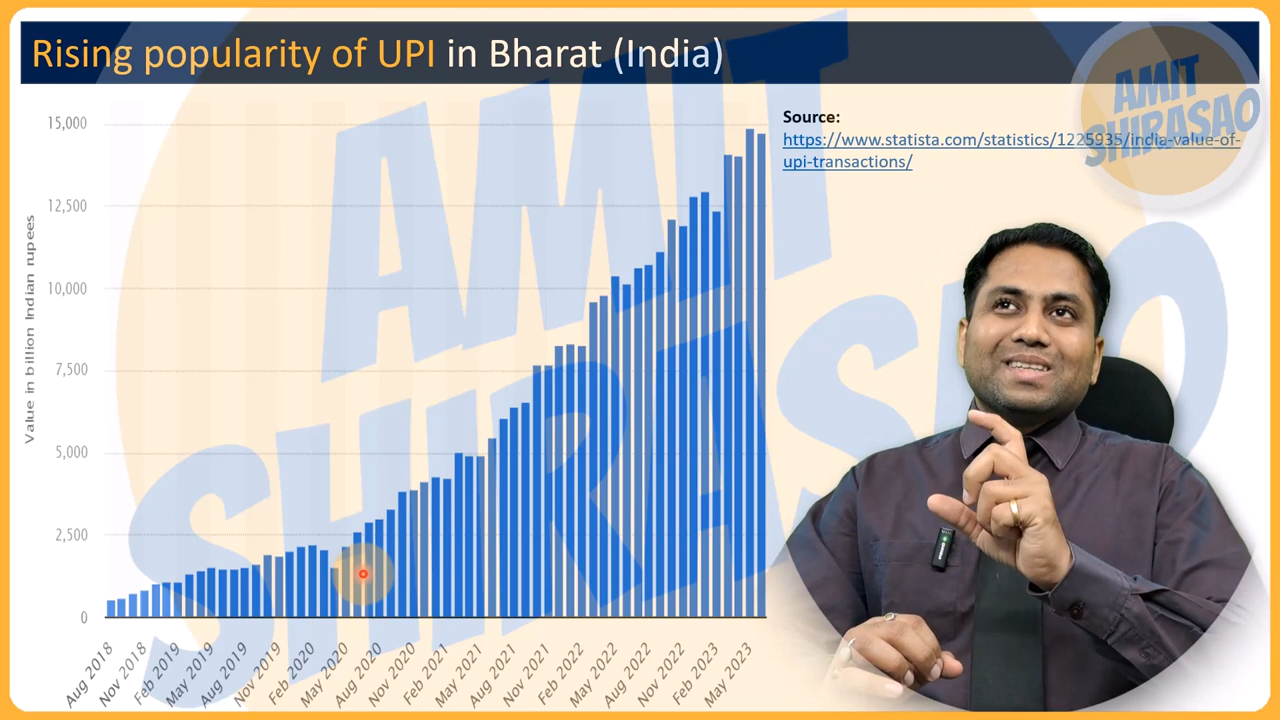 Rising popularity of UPI in Bharat (India)
AMIT
SHIRASAO
Source:
https://www.statista.com/statistics/1225935/india-value-of-
upi-transactions/
Value in billion Indian rupees
15,000
12,500
10,000
7,500
5,000
2,500
0
Aug 2018
Nov 2018
Feb 2019
May 2019
Aug 2019
Nov 2019
Feb 2020
May 2020
Aug 2020
Nov 2020
Feb 2021
May 2021
Aug 2021
Nov 2021
Feb 2022
May 2022
Aug 2022
Nov 2022
Feb 2023
May 2023
AMIT
SHIRASAO